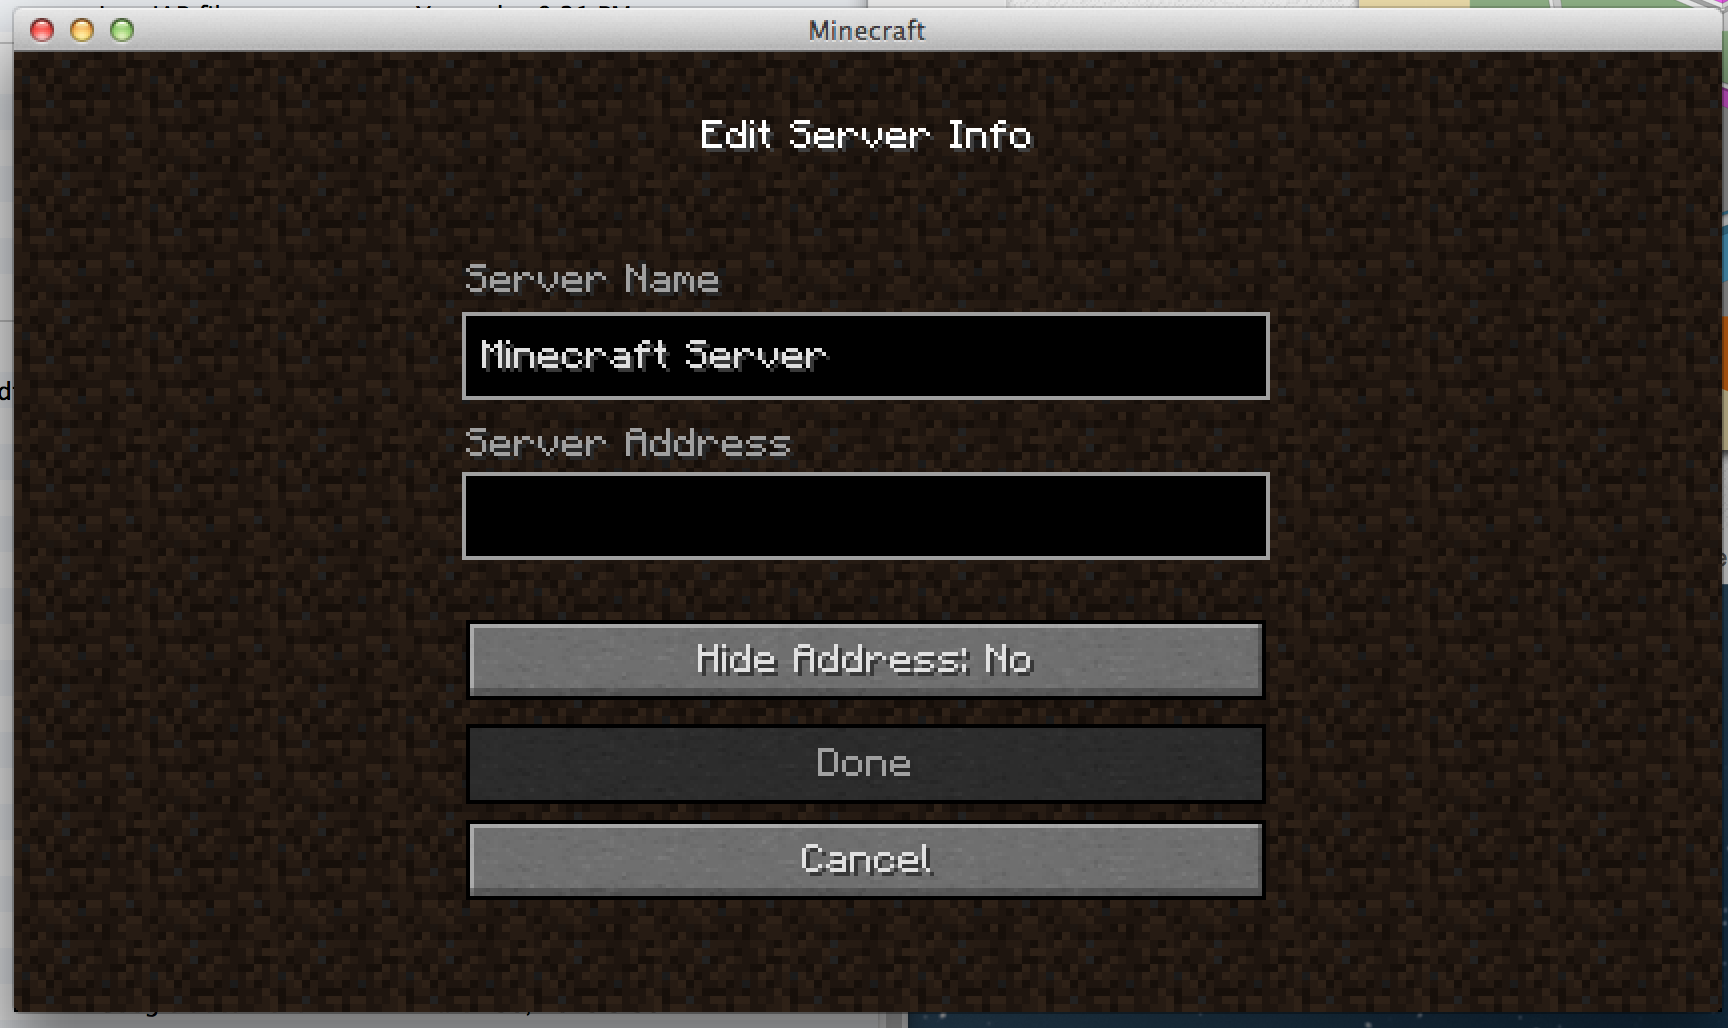 Minecraft
Edit Server Info
Server Name
Minecraft Server
Server Address
Hide Address: No
Done
Cancel